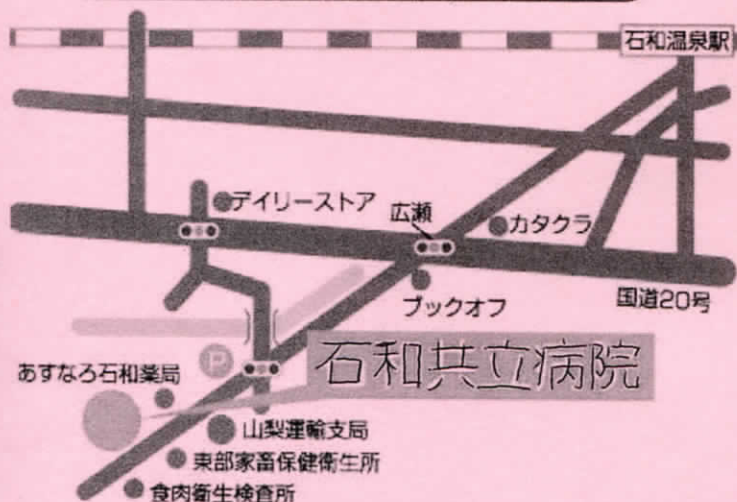 石和温泉駅
デイリーストア
広瀬
カタクラ
ブックオフ
国道20号
P
石和共立病院
あすなろ石和薬局
山梨運輸支局
東部家畜保健衛生所
食肉衛生検査所